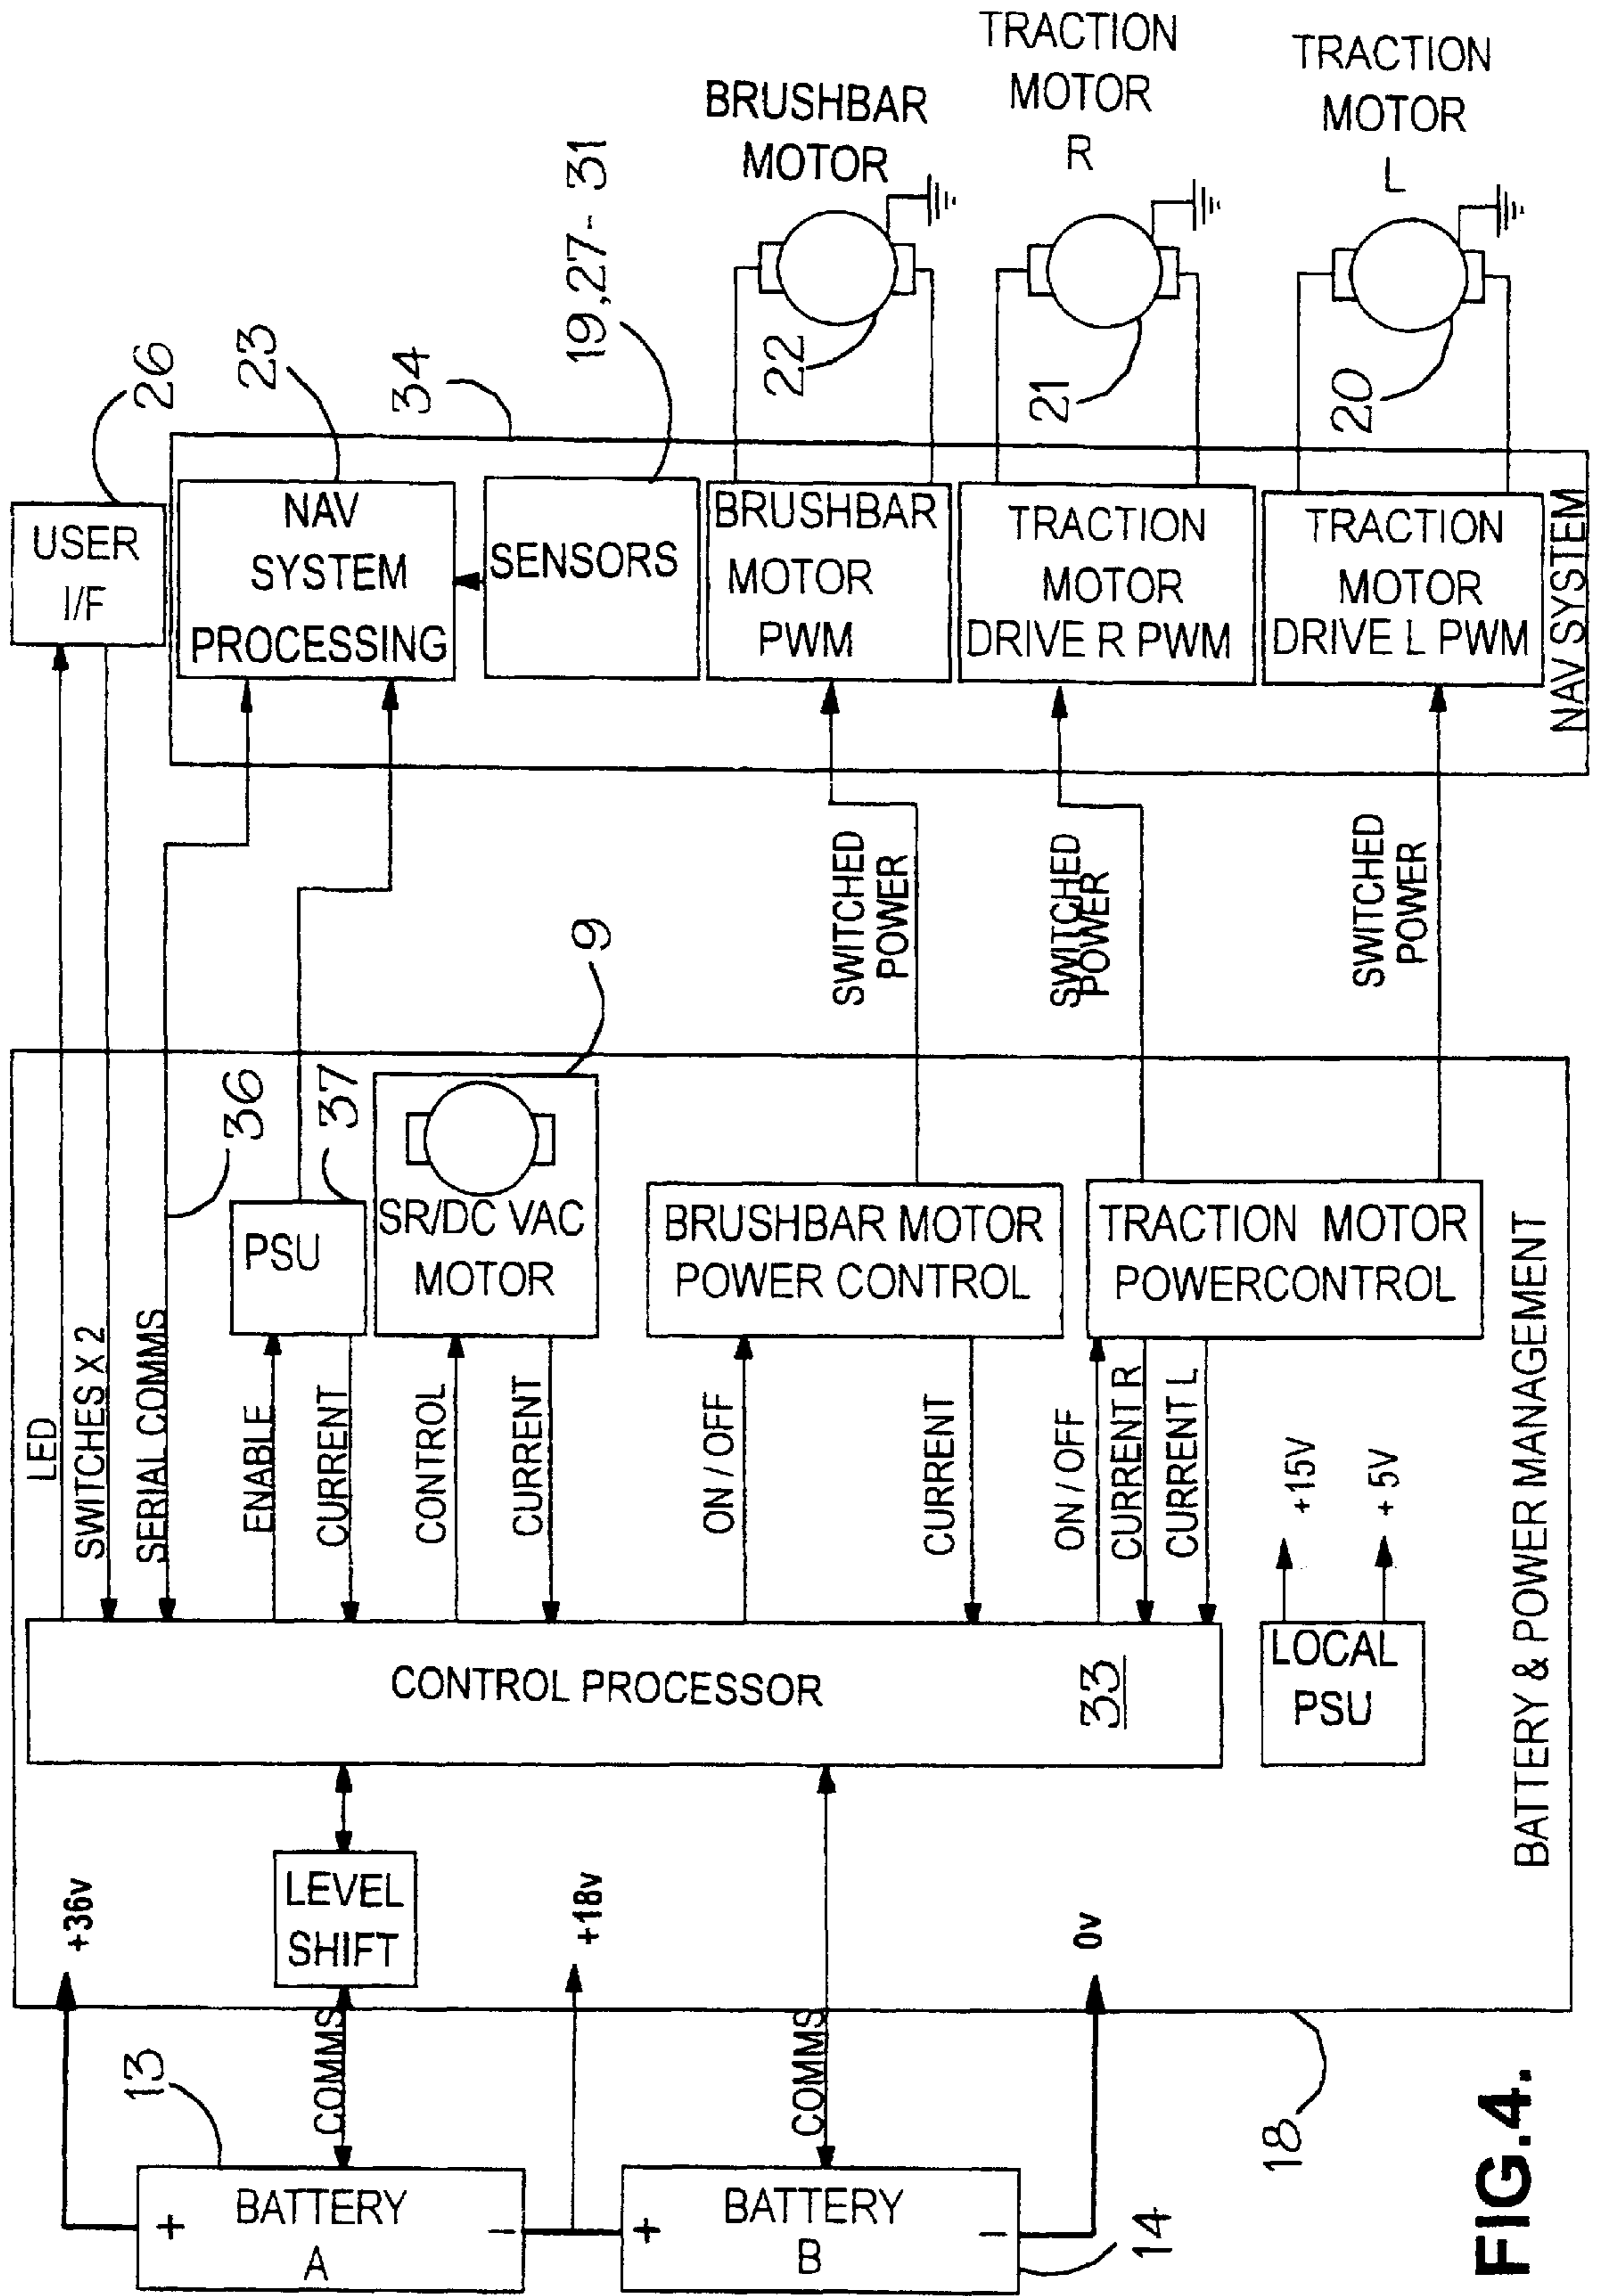 +36v
LED
SWITCHES X 2
SERIAL COMMS
36
USER
I/F
26
13
BATTERY
A
+
−
COMMS
LEVEL
SHIFT
+18v
BATTERY
B
+
−
14
COMMS
0v
18
CONTROL PROCESSOR
33
ENABLE
CURRENT
PSU
37
CONTROL
CURRENT
SR/DC VAC
MOTOR
9
ON / OFF
CURRENT
BRUSHBAR MOTOR
POWER CONTROL
ON / OFF
CURRENT R
CURRENT L
TRACTION MOTOR
POWERCONTROL
LOCAL
PSU
+15V
+ 5V
BATTERY & POWER MANAGEMENT
SWITCHED
POWER
SWITCHED
POWER
SWITCHED
POWER
NAV
SYSTEM
PROCESSING
23
34
SENSORS
19,27- 31
BRUSHBAR
MOTOR
PWM
22
BRUSHBAR
MOTOR
TRACTION
MOTOR
DRIVE R PWM
21
TRACTION
MOTOR
R
TRACTION
MOTOR
DRIVE L PWM
20
TRACTION
MOTOR
L
NAV SYSTEM
FIG.4.